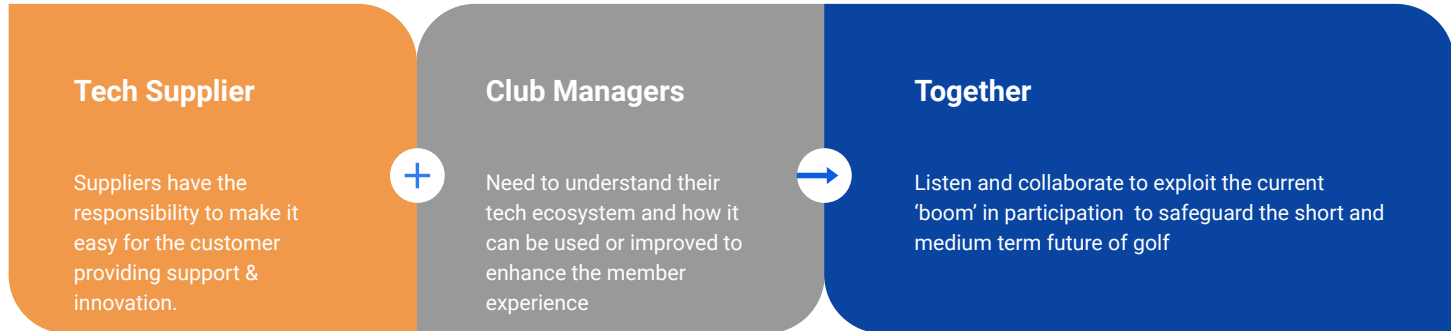 Tech Supplier
Suppliers have the
responsibility to make it
easy for the customer
providing support &
innovation.
+
Club Managers
Need to understand their
tech ecosystem and how it
can be used or improved to
enhance the member
experience
Together
Listen and collaborate to exploit the current
‘boom’ in participation  to safeguard the short and
medium term future of golf